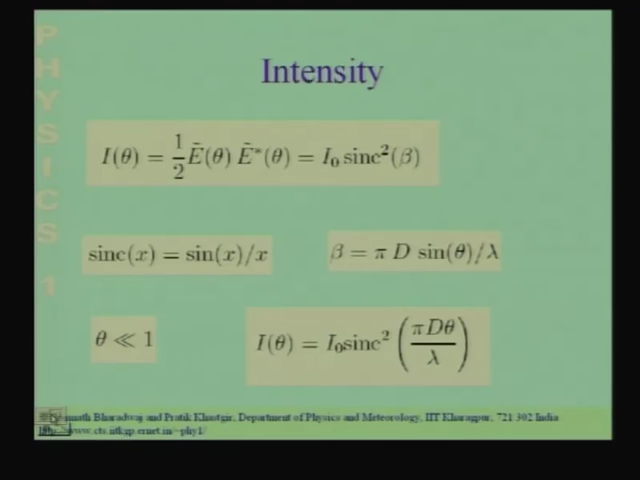 PHYSICS 1
Intensity
I(θ) = 1/2 Ẽ(θ) Ẽ*(θ) = I₀ sinc²(β)
sinc(x) = sin(x)/x
β = π D sin(θ)/λ
θ ≪ 1
I(θ) = I₀sinc² (πDθ/λ)
Bharadwaj and Pratik Khastgir, Department of Physics and Meteorology, IIT Kharagpur, 721 302 India
http://www.cts.iitkgp.ernet.in/~phy1/